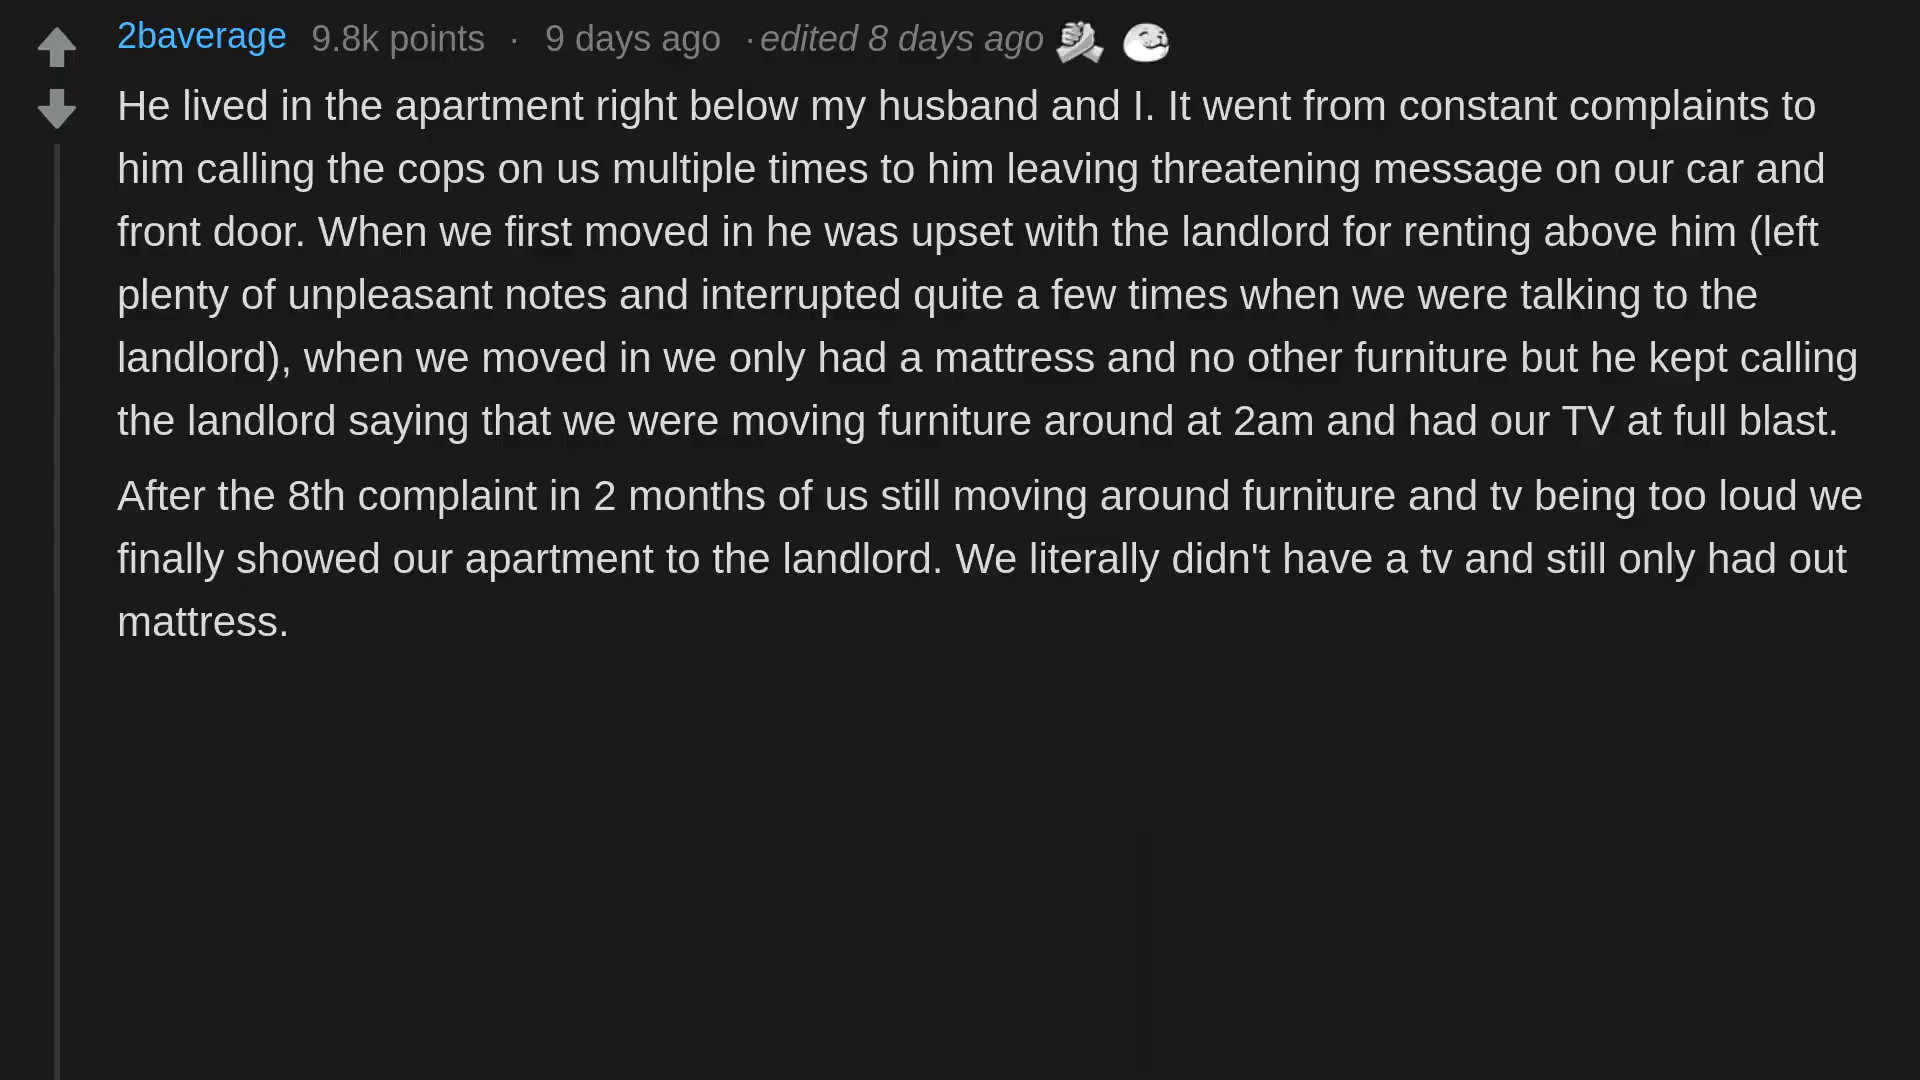 2baverage 9.8k points · 9 days ago · edited 8 days ago
He lived in the apartment right below my husband and I. It went from constant complaints to
him calling the cops on us multiple times to him leaving threatening message on our car and
front door. When we first moved in he was upset with the landlord for renting above him (left
plenty of unpleasant notes and interrupted quite a few times when we were talking to the
landlord), when we moved in we only had a mattress and no other furniture but he kept calling
the landlord saying that we were moving furniture around at 2am and had our TV at full blast.
After the 8th complaint in 2 months of us still moving around furniture and tv being too loud we
finally showed our apartment to the landlord. We literally didn't have a tv and still only had out
mattress.